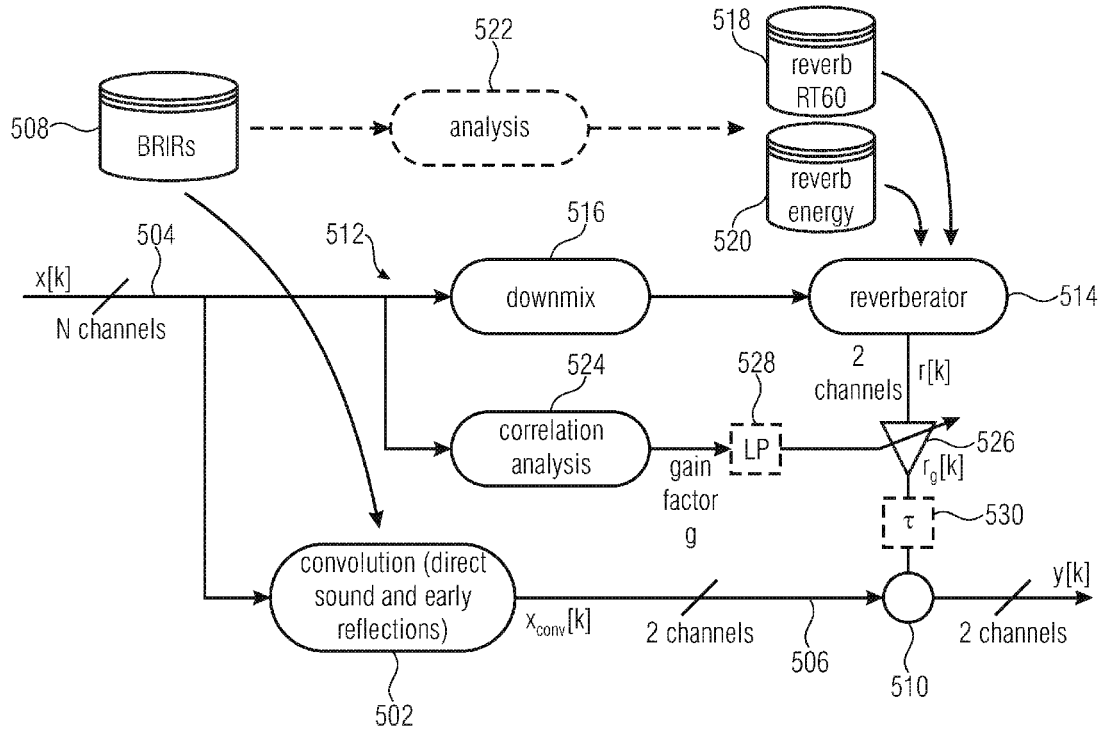 518
522
reverb
RT60
508
BRIRs
analysis
reverb
energy
520
504
512
516
x[k]
N channels
downmix
reverberator
514
2
channels
r[k]
524
528
correlation
analysis
LP
526
gain
factor
g
r_g[k]
τ
530
convolution (direct
sound and early
reflections)
x_conv[k]
2 channels
506
y[k]
2 channels
510
502